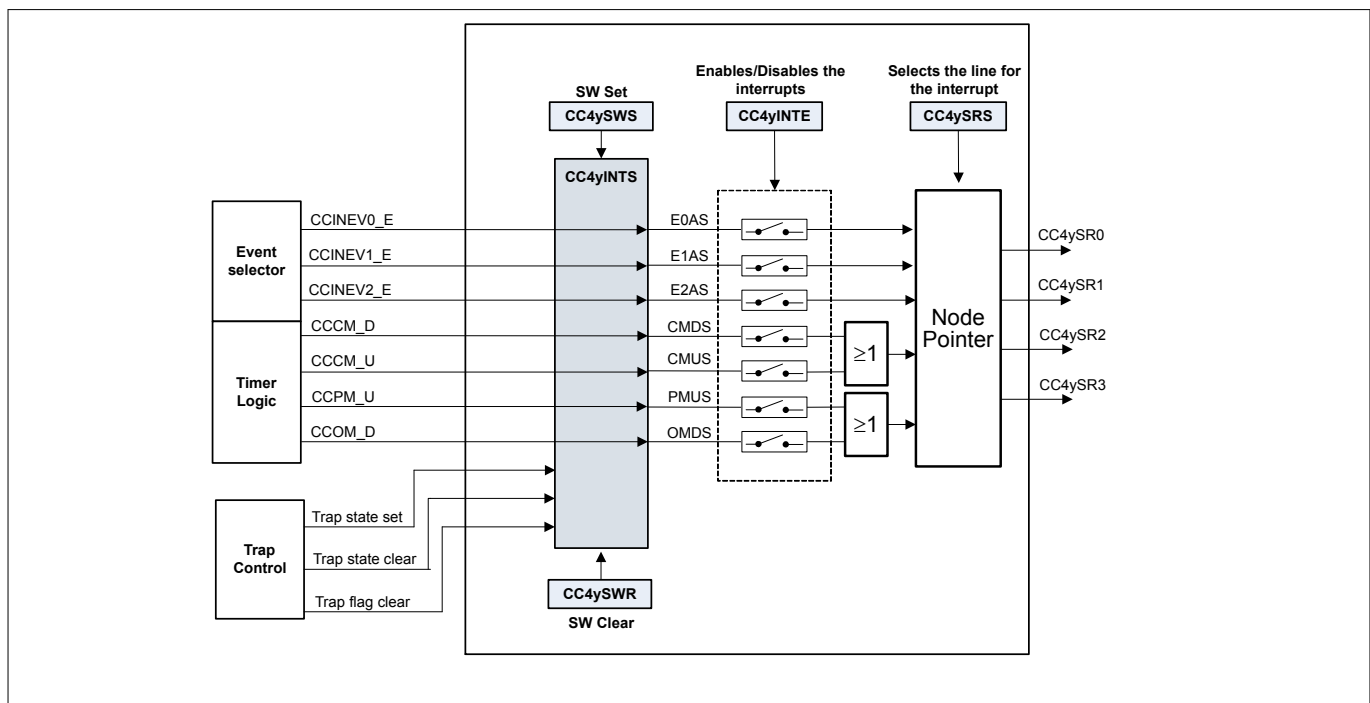 Enables/Disables the
interrupts
Selects the line for
the interrupt
SW Set
CC4ySWS
CC4yINTE
CC4ySRS
CC4yINTS
Event
selector
CCINEV0_E
CCINEV1_E
CCINEV2_E
Timer
Logic
CCCM_D
CCCM_U
CCPM_U
CCOM_D
E0AS
E1AS
E2AS
CMDS
CMUS
PMUS
OMDS
≥1
≥1
Node
Pointer
CC4ySR0
CC4ySR1
CC4ySR2
CC4ySR3
Trap
Control
Trap state set
Trap state clear
Trap flag clear
CC4ySWR
SW Clear